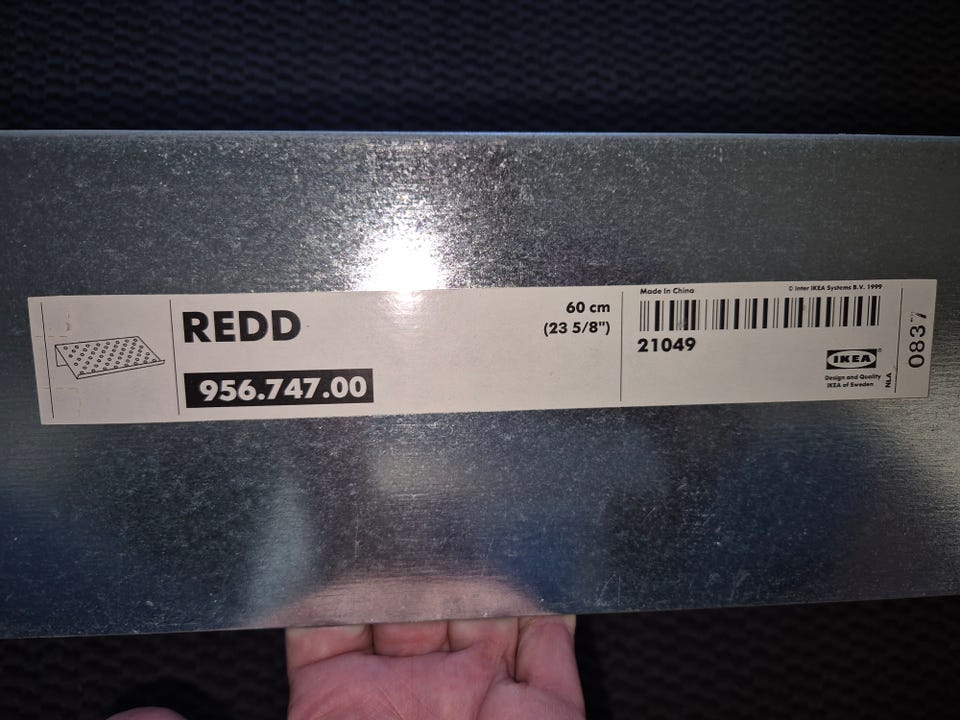 REDD
60 cm
(23 5/8")
956.747.00
Made In China
© Inter IKEA Systems B.V. 1999
21049
IKEA®
Design and Quality
IKEA of Sweden
NLA
0837